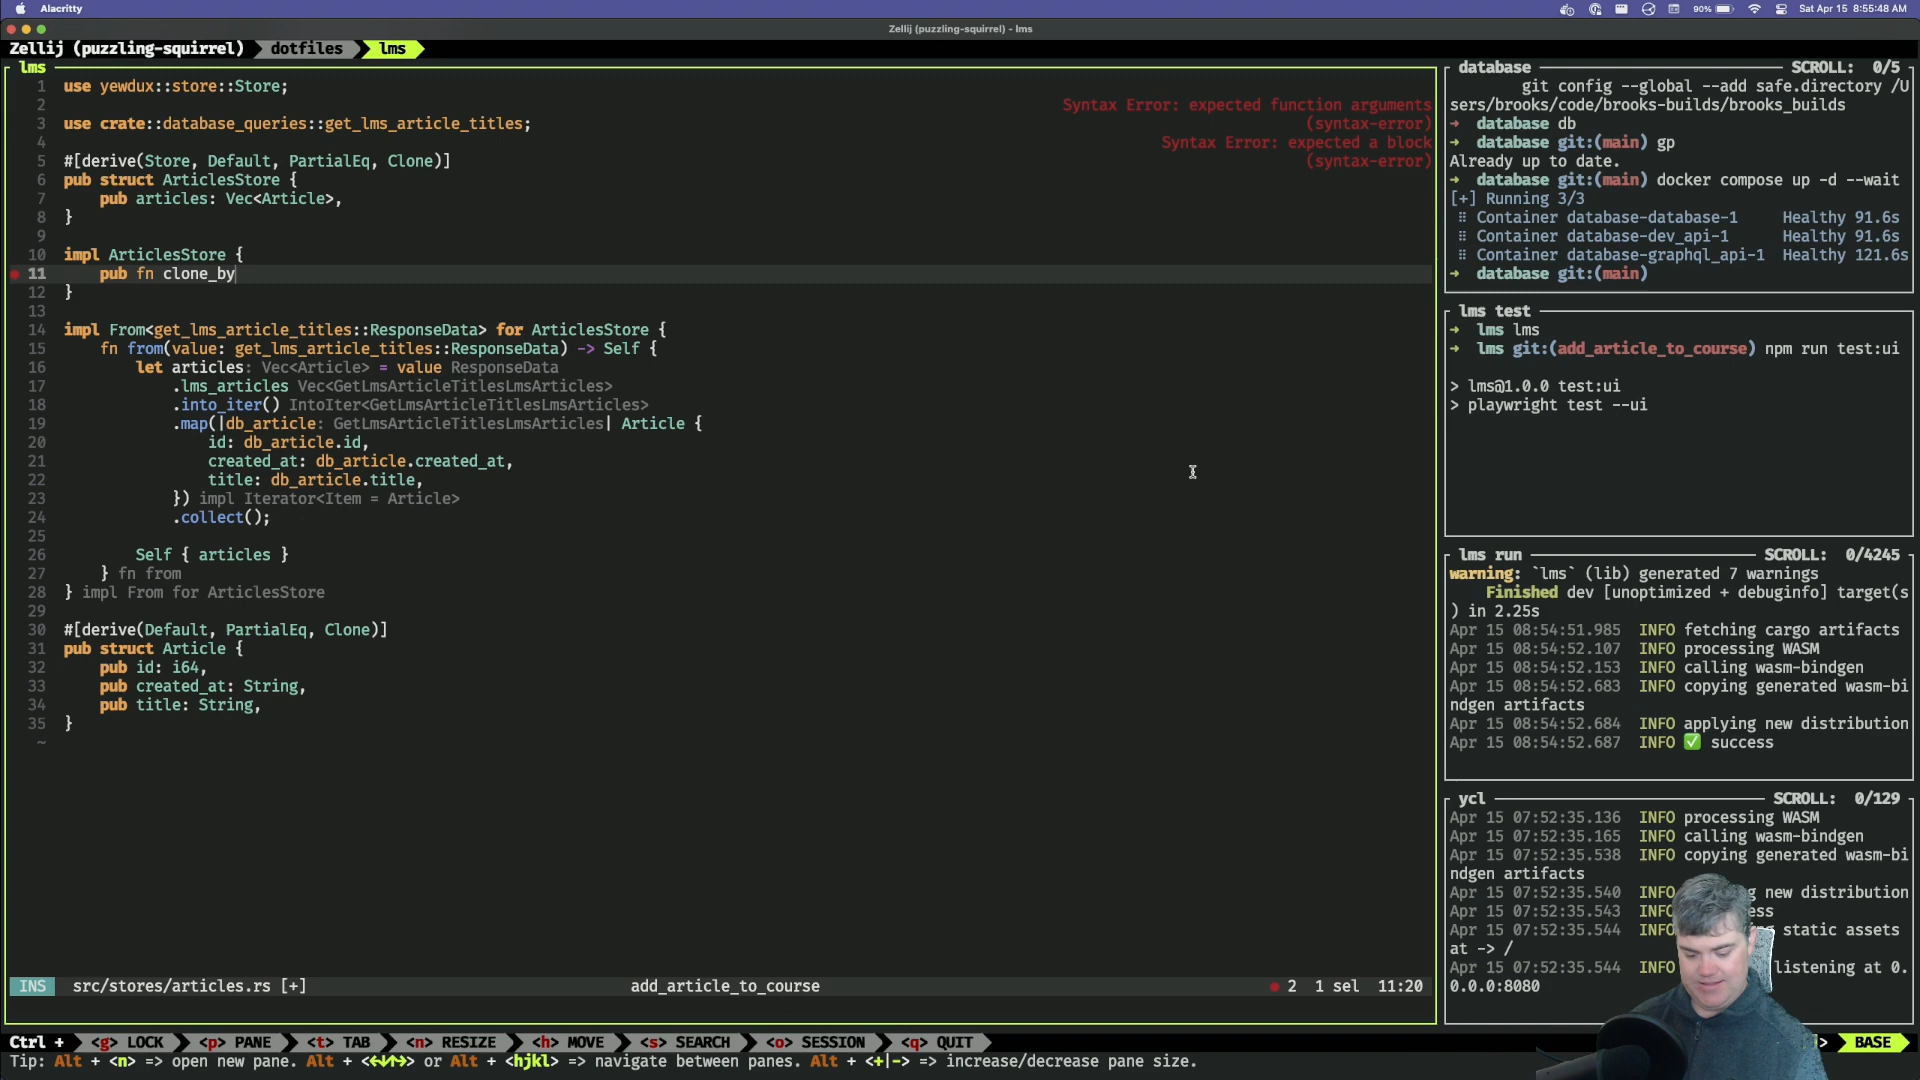 Alacritty
90%
Sat Apr 15 8:55:48 AM
Zellij (puzzling-squirrel) - lms
Zellij (puzzling-squirrel) dotfiles lms
lms
1 use yewdux::store::Store;
2
3 use crate::database_queries::get_lms_article_titles;
4
5 #[derive(Store, Default, PartialEq, Clone)]
6 pub struct ArticlesStore {
7 pub articles: Vec<Article>,
8 }
9
10 impl ArticlesStore {
11 pub fn clone_by
12 }
13
14 impl From<get_lms_article_titles::ResponseData> for ArticlesStore {
15 fn from(value: get_lms_article_titles::ResponseData) -> Self {
16 let articles: Vec<Article> = value ResponseData
17 .lms_articles Vec<GetLmsArticleTitlesLmsArticles>
18 .into_iter() IntoIter<GetLmsArticleTitlesLmsArticles>
19 .map(|db_article: GetLmsArticleTitlesLmsArticles| Article {
20 id: db_article.id,
21 created_at: db_article.created_at,
22 title: db_article.title,
23 }) impl Iterator<Item = Article>
24 .collect();
25
26 Self { articles }
27 } fn from
28 } impl From for ArticlesStore
29
30 #[derive(Default, PartialEq, Clone)]
31 pub struct Article {
32 pub id: i64,
33 pub created_at: String,
34 pub title: String,
35 }
~
Syntax Error: expected function arguments
(syntax-error)
Syntax Error: expected a block
(syntax-error)
INS src/stores/articles.rs [+] add_article_to_course 2 1 sel 11:20
database SCROLL: 0/5
git config --global --add safe.directory /U
sers/brooks/code/brooks-builds/brooks_builds
→ database db
→ database git:(main) gp
Already up to date.
→ database git:(main) docker compose up -d --wait
[+] Running 3/3
⠿ Container database-database-1 Healthy 91.6s
⠿ Container database-dev_api-1 Healthy 91.6s
⠿ Container database-graphql_api-1 Healthy 121.6s
→ database git:(main)
lms test
→ lms lms
→ lms git:(add_article_to_course) npm run test:ui
> lms@1.0.0 test:ui
> playwright test --ui
lms run SCROLL: 0/4245
warning: `lms` (lib) generated 7 warnings
Finished dev [unoptimized + debuginfo] target(s
) in 2.25s
Apr 15 08:54:51.985 INFO fetching cargo artifacts
Apr 15 08:54:52.107 INFO processing WASM
Apr 15 08:54:52.153 INFO calling wasm-bindgen
Apr 15 08:54:52.683 INFO copying generated wasm-bi
ndgen artifacts
Apr 15 08:54:52.684 INFO applying new distribution
Apr 15 08:54:52.687 INFO ✅ success
ycl SCROLL: 0/129
Apr 15 07:52:35.136 INFO processing WASM
Apr 15 07:52:35.165 INFO calling wasm-bindgen
Apr 15 07:52:35.538 INFO copying generated wasm-bi
ndgen artifacts
Apr 15 07:52:35.540 INFO new distribution
Apr 15 07:52:35.543 INFO
Apr 15 07:52:35.544 INFO static assets
at -> /
Apr 15 07:52:35.544 INFO listening at 0.
0.0.0:8080
Ctrl + <g> LOCK <p> PANE <t> TAB <n> RESIZE <h> MOVE <s> SEARCH <o> SESSION <q> QUIT > BASE
Tip: Alt + <n> => open new pane. Alt + <←↓↑→> or Alt + <hjkl> => navigate between panes. Alt + <+|-> => increase/decrease pane size.